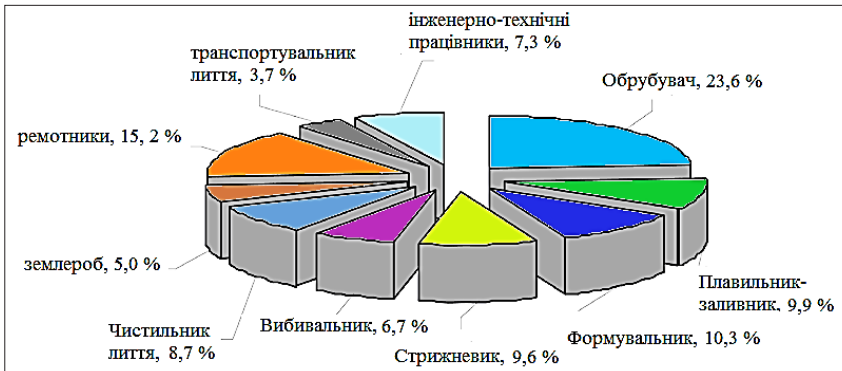 інженерно-технічні
працівники, 7,3 %
транспортувальник
лиття, 3,7 %
Обрубувач, 23,6 %
ремотники, 15, 2 %
землероб, 5,0 %
Плавильник-
заливник, 9,9 %
Чистильник
лиття, 8,7 %
Вибивальник, 6,7 %
Формувальник, 10,3 %
Стрижневик, 9,6 %